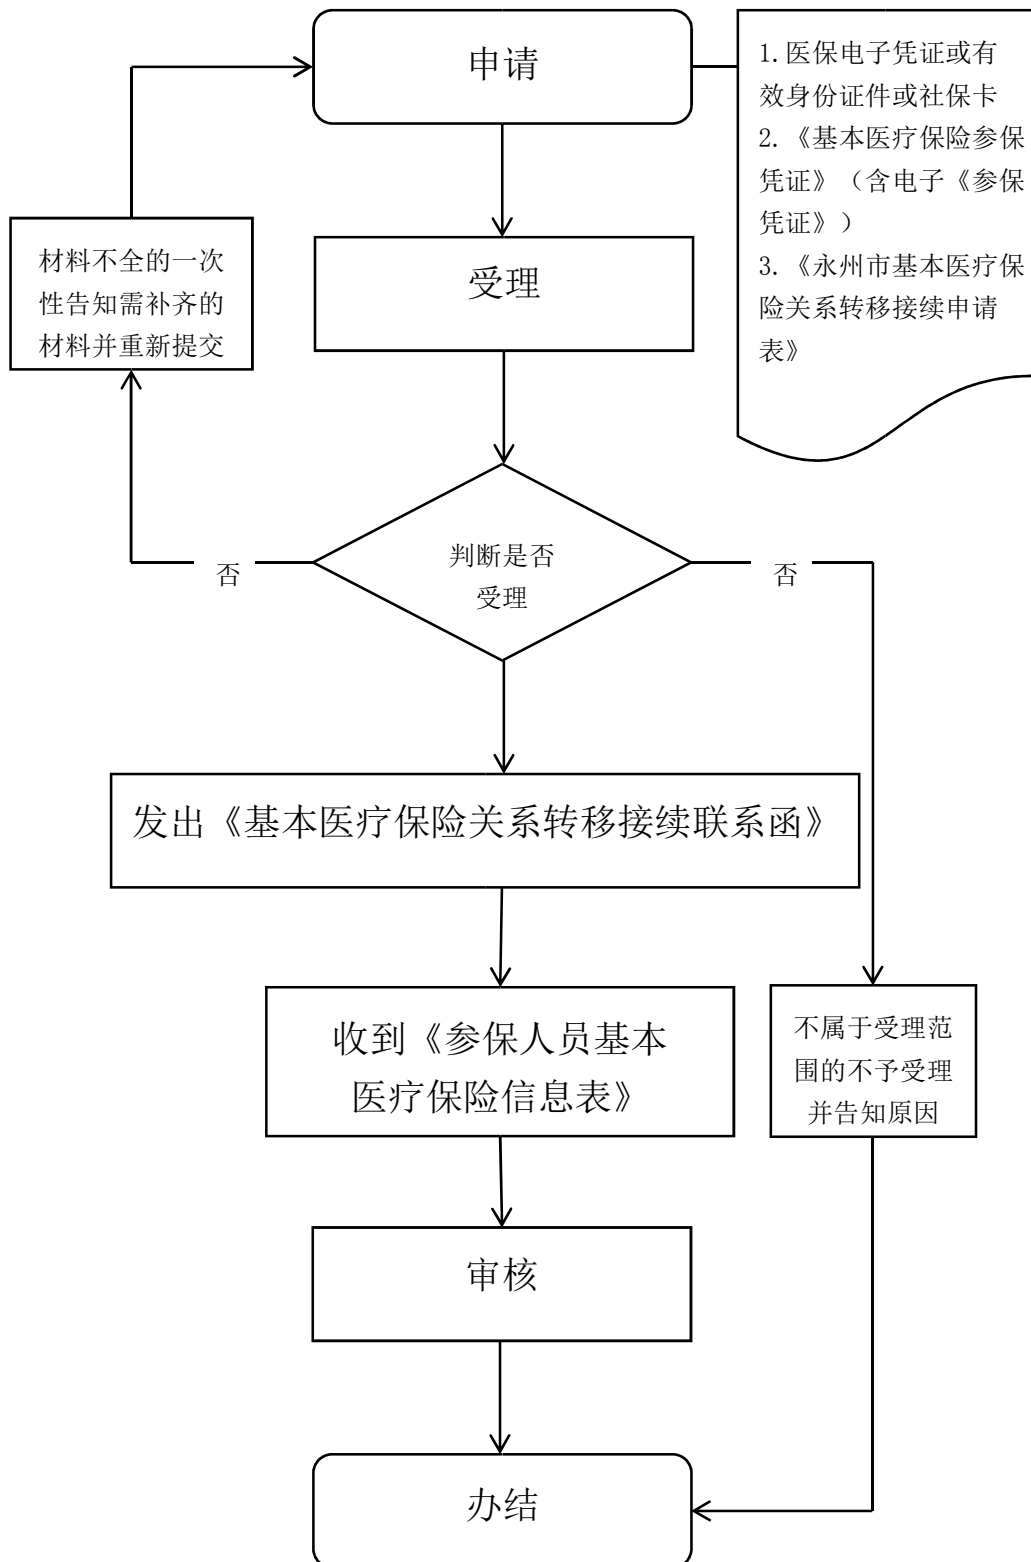 申请
1. 医保电子凭证或有
效身份证件或社保卡
2. 《基本医疗保险参保
凭证》（含电子《参保
凭证》）
3. 《永州市基本医疗保
险关系转移接续申请
表》
材料不全的一次
性告知需补齐的
材料并重新提交
受理
判断是否
受理
否
否
发出《基本医疗保险关系转移接续联系函》
收到《参保人员基本
医疗保险信息表》
不属于受理范
围的不予受理
并告知原因
审核
办结